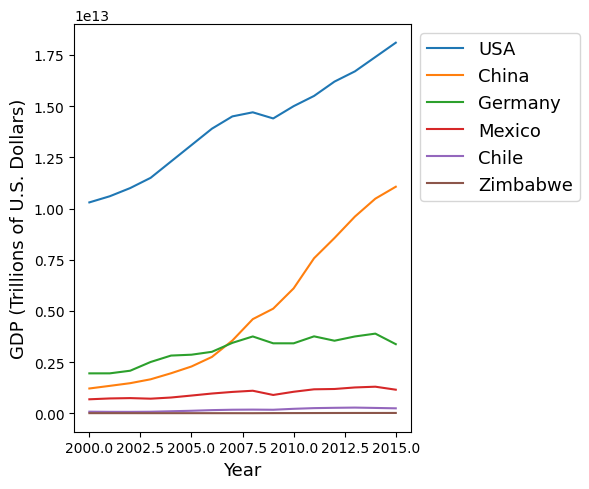 1e13
1.75
1.50
1.25
1.00
0.75
0.50
0.25
0.00
GDP (Trillions of U.S. Dollars)
2000.0 2002.5 2005.0 2007.5 2010.0 2012.5 2015.0
Year
USA
China
Germany
Mexico
Chile
Zimbabwe